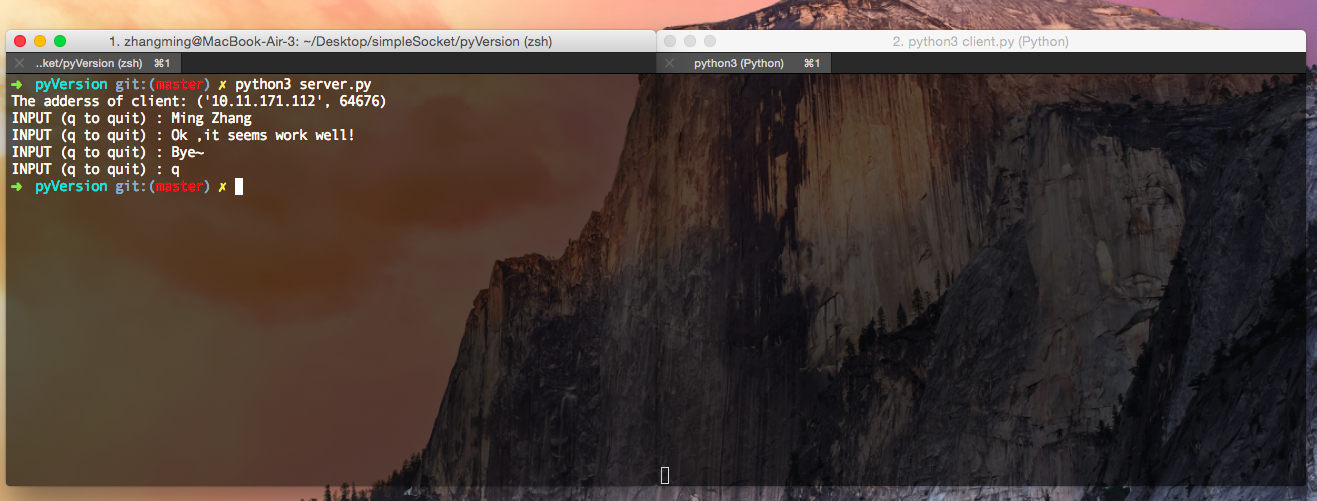 1. zhangming@MacBook-Air-3: ~/Desktop/simpleSocket/pyVersion (zsh)
..ket/pyVersion (zsh) ⌘1
➜ pyVersion git:(master) ✗ python3 server.py
The adderss of client: ('10.11.171.112', 64676)
INPUT (q to quit) : Ming Zhang
INPUT (q to quit) : Ok ,it seems work well!
INPUT (q to quit) : Bye~
INPUT (q to quit) : q
➜ pyVersion git:(master) ✗
2. python3 client.py (Python)
python3 (Python) ⌘1